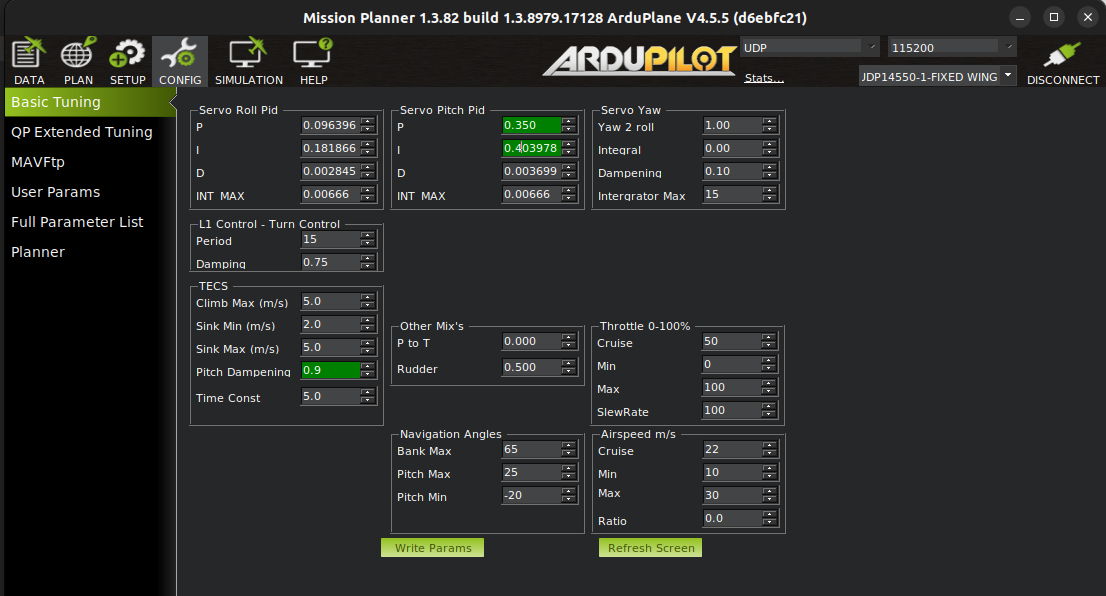 Mission Planner 1.3.82 build 1.3.8979.17128 ArduPlane V4.5.5 (d6ebfc21)
DATA PLAN SETUP CONFIG SIMULATION HELP
ARDUPILOT
UDP 115200
Stats... JDP14550-1-FIXED WING DISCONNECT
Basic Tuning
QP Extended Tuning
MAVFtp
User Params
Full Parameter List
Planner
Servo Roll Pid
P 0.096396
I 0.181866
D 0.002845
INT_MAX 0.00666
Servo Pitch Pid
P 0.350
I 0.403978
D 0.003699
INT_MAX 0.00666
Servo Yaw
Yaw 2 roll 1.00
Integral 0.00
Dampening 0.10
Intergrator Max 15
L1 Control - Turn Control
Period 15
Damping 0.75
TECS
Climb Max (m/s) 5.0
Sink Min (m/s) 2.0
Sink Max (m/s) 5.0
Pitch Dampening 0.9
Time Const 5.0
Other Mix's
P to T 0.000
Rudder 0.500
Throttle 0-100%
Cruise 50
Min 0
Max 100
SlewRate 100
Navigation Angles
Bank Max 65
Pitch Max 25
Pitch Min -20
Airspeed m/s
Cruise 22
Min 10
Max 30
Ratio 0.0
Write Params
Refresh Screen